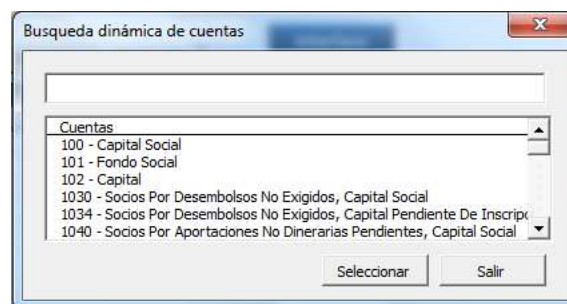 Busqueda dinámica de cuentas
Cuentas
100 - Capital Social
101 - Fondo Social
102 - Capital
1030 - Socios Por Desembolsos No Exigidos, Capital Social
1034 - Socios Por Desembolsos No Exigidos, Capital Pendiente De Inscripc
1040 - Socios Por Aportaciones No Dinerarias Pendientes, Capital Social
Seleccionar
Salir